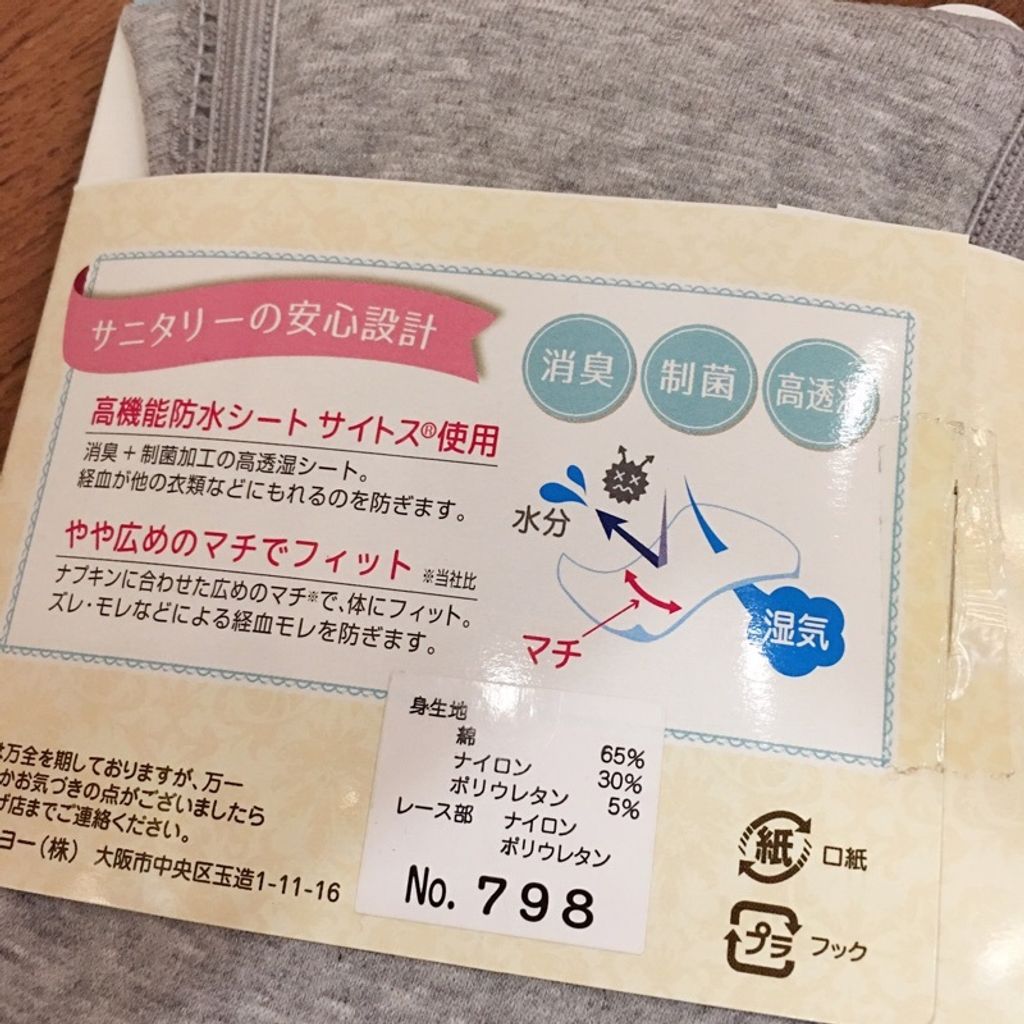 サニタリーの安心設計
消臭
制菌
高透湿
高機能防水シート サイトス®使用
消臭+制菌加工の高透湿シート。
経血が他の衣類などにもれるのを防ぎます。
やや広めのマチでフィット ※当社比
ナプキンに合わせた広めのマチ※で、体にフィット。
ズレ・モレなどによる経血モレを防ぎます。
水分
マチ
湿気
身生地
綿 65%
ナイロン 30%
ポリウレタン 5%
レース部 ナイロン
ポリウレタン
No. 798
万全を期しておりますが、万一
かお気づきの点がございましたら
店までご連絡ください。
ヨー(株) 大阪市中央区玉造1-11-16
紙 口紙
プラ フック